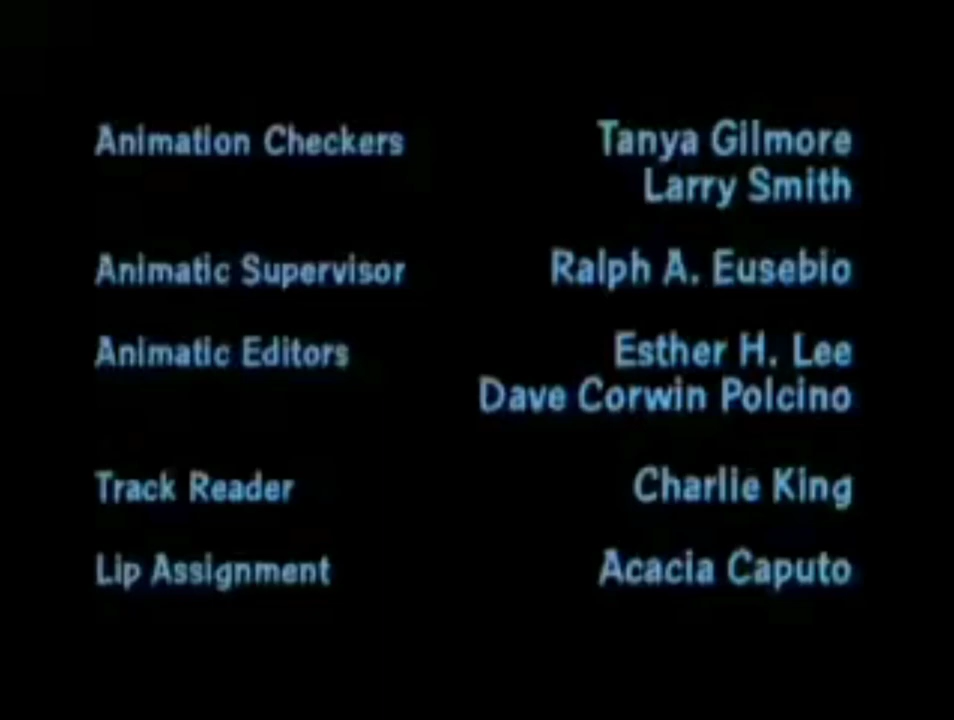 Animation Checkers Tanya Gilmore
Larry Smith
Animatic Supervisor Ralph A. Eusebio
Animatic Editors Esther H. Lee
Dave Corwin Polcino
Track Reader Charlie King
Lip Assignment Acacia Caputo